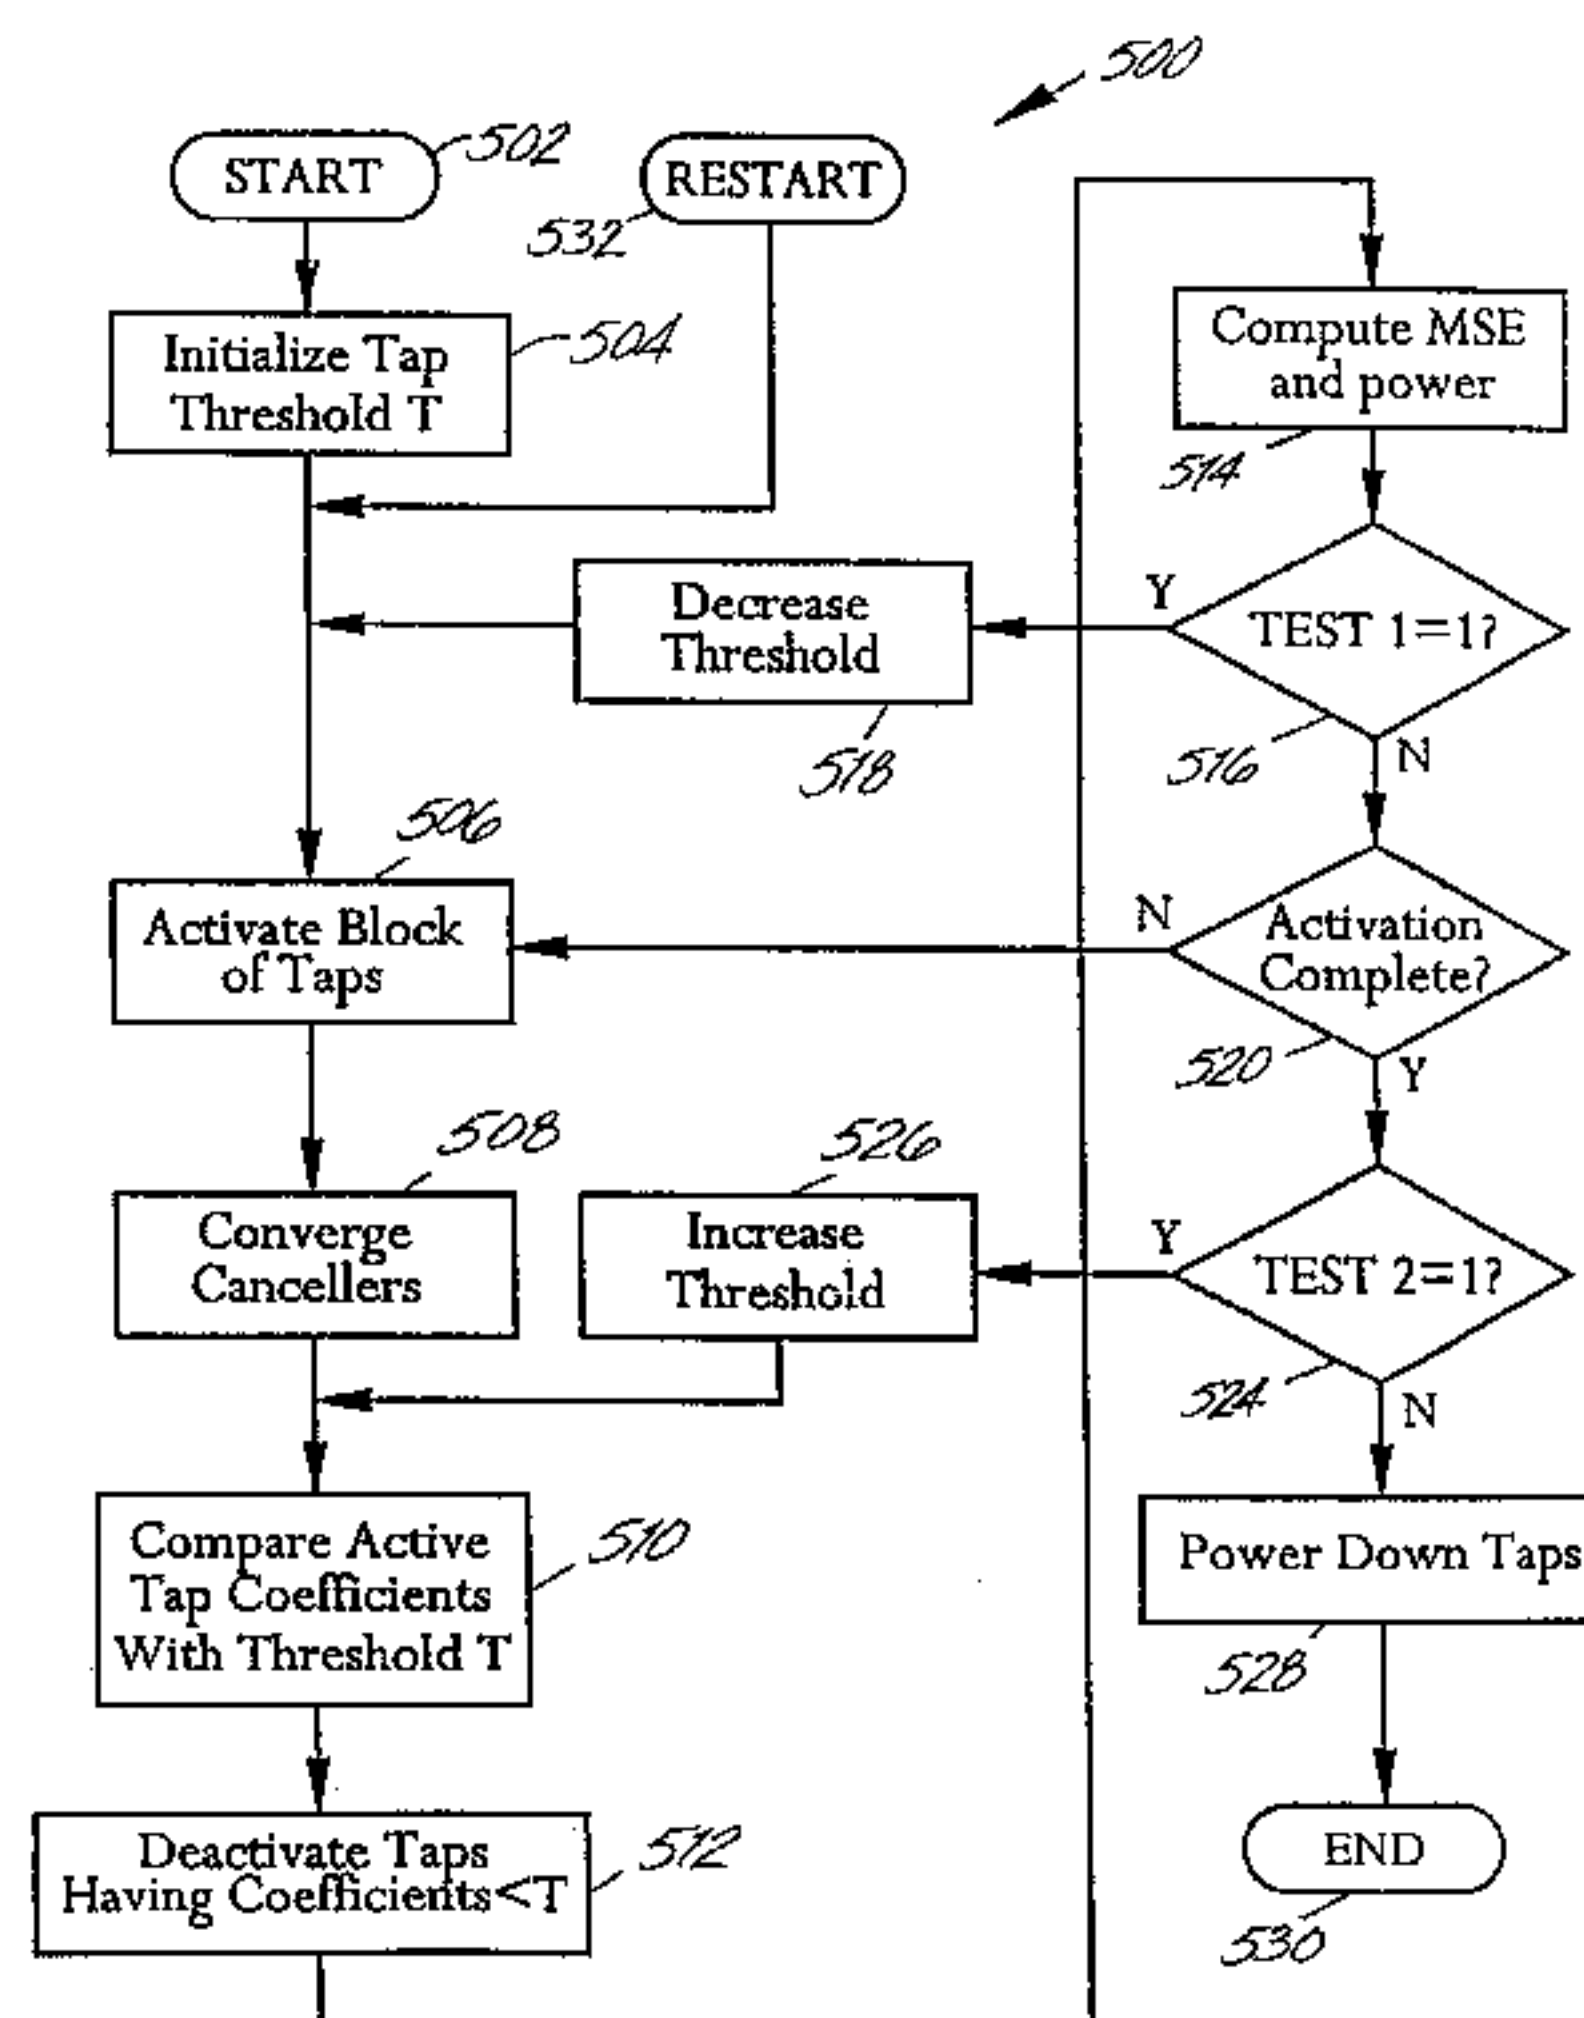 500
START
502
RESTART
532
Initialize Tap
Threshold T
504
Compute MSE
and power
514
Decrease
Threshold
518
Y
TEST 1=1?
516
N
506
Activate Block
of Taps
N
Activation
Complete?
520
Y
508
Converge
Cancellers
526
Increase
Threshold
Y
TEST 2=1?
524
N
Compare Active
Tap Coefficients
With Threshold T
510
Power Down Taps
528
Deactivate Taps
Having Coefficients<T
512
END
530